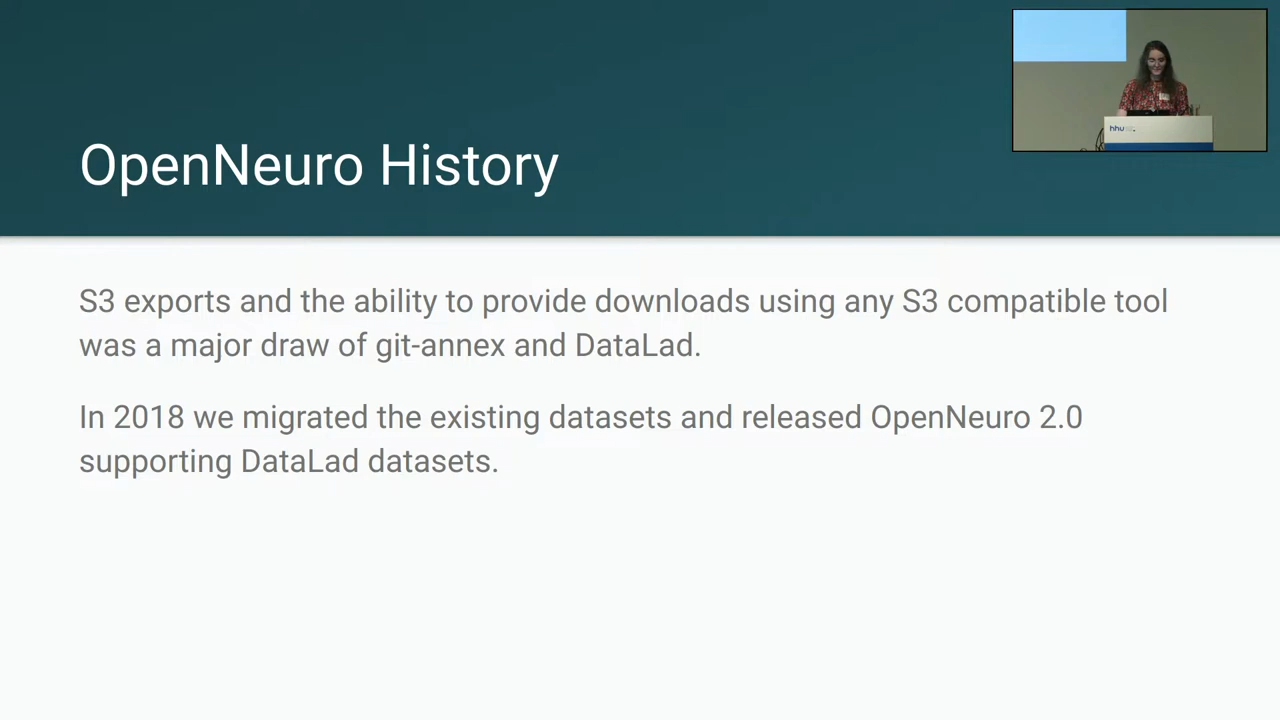 OpenNeuro History
S3 exports and the ability to provide downloads using any S3 compatible tool
was a major draw of git-annex and DataLad.
In 2018 we migrated the existing datasets and released OpenNeuro 2.0
supporting DataLad datasets.
hhu